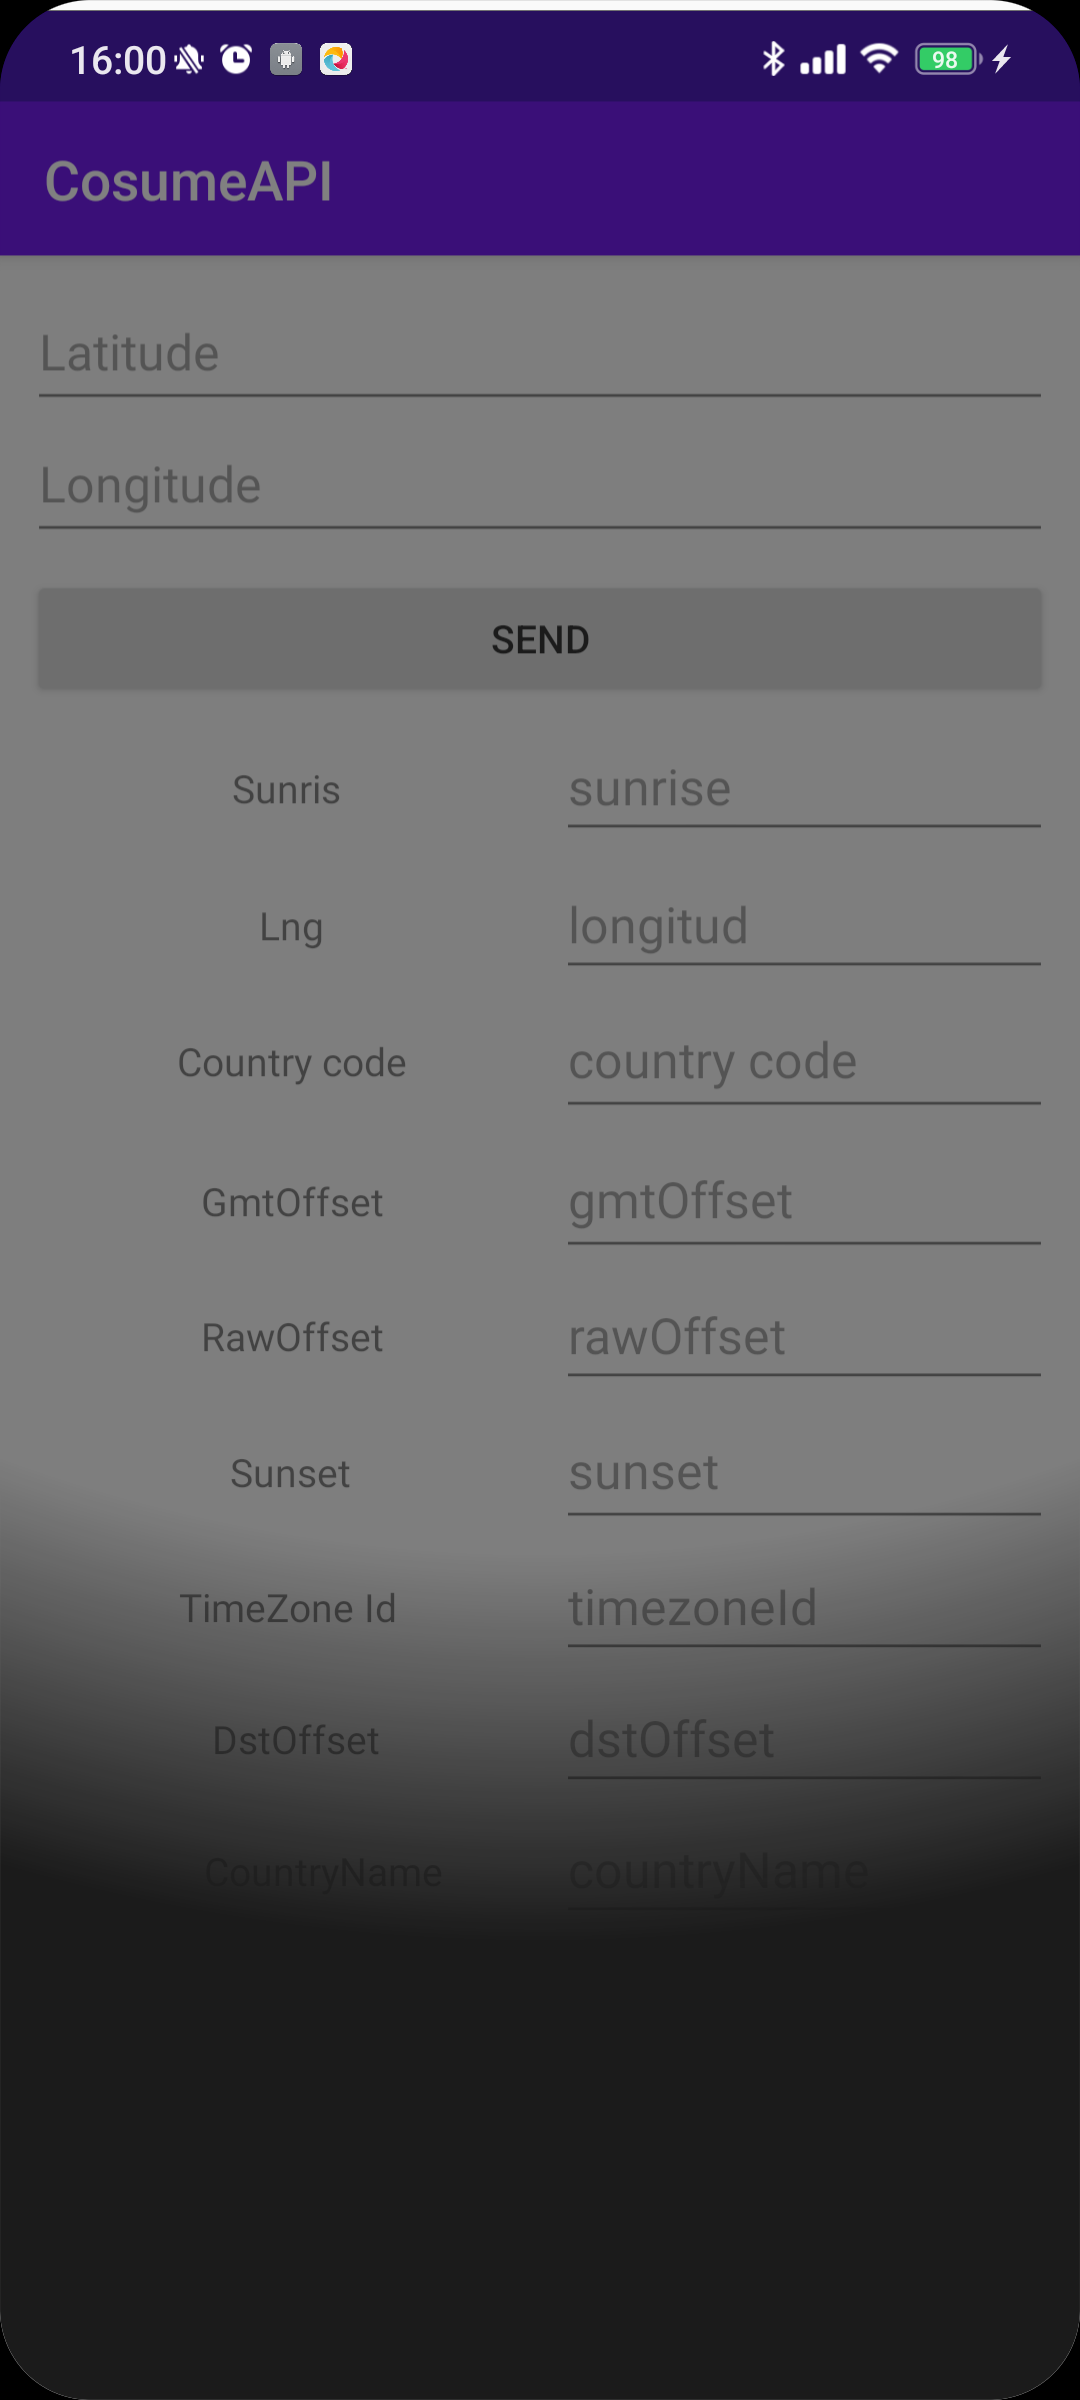 16:00 98
CosumeAPI
Latitude
Longitude
SEND
Sunris sunrise
Lng longitud
Country code country code
GmtOffset gmtOffset
RawOffset rawOffset
Sunset sunset
TimeZone Id timezoneId
DstOffset dstOffset
CountryName countryName